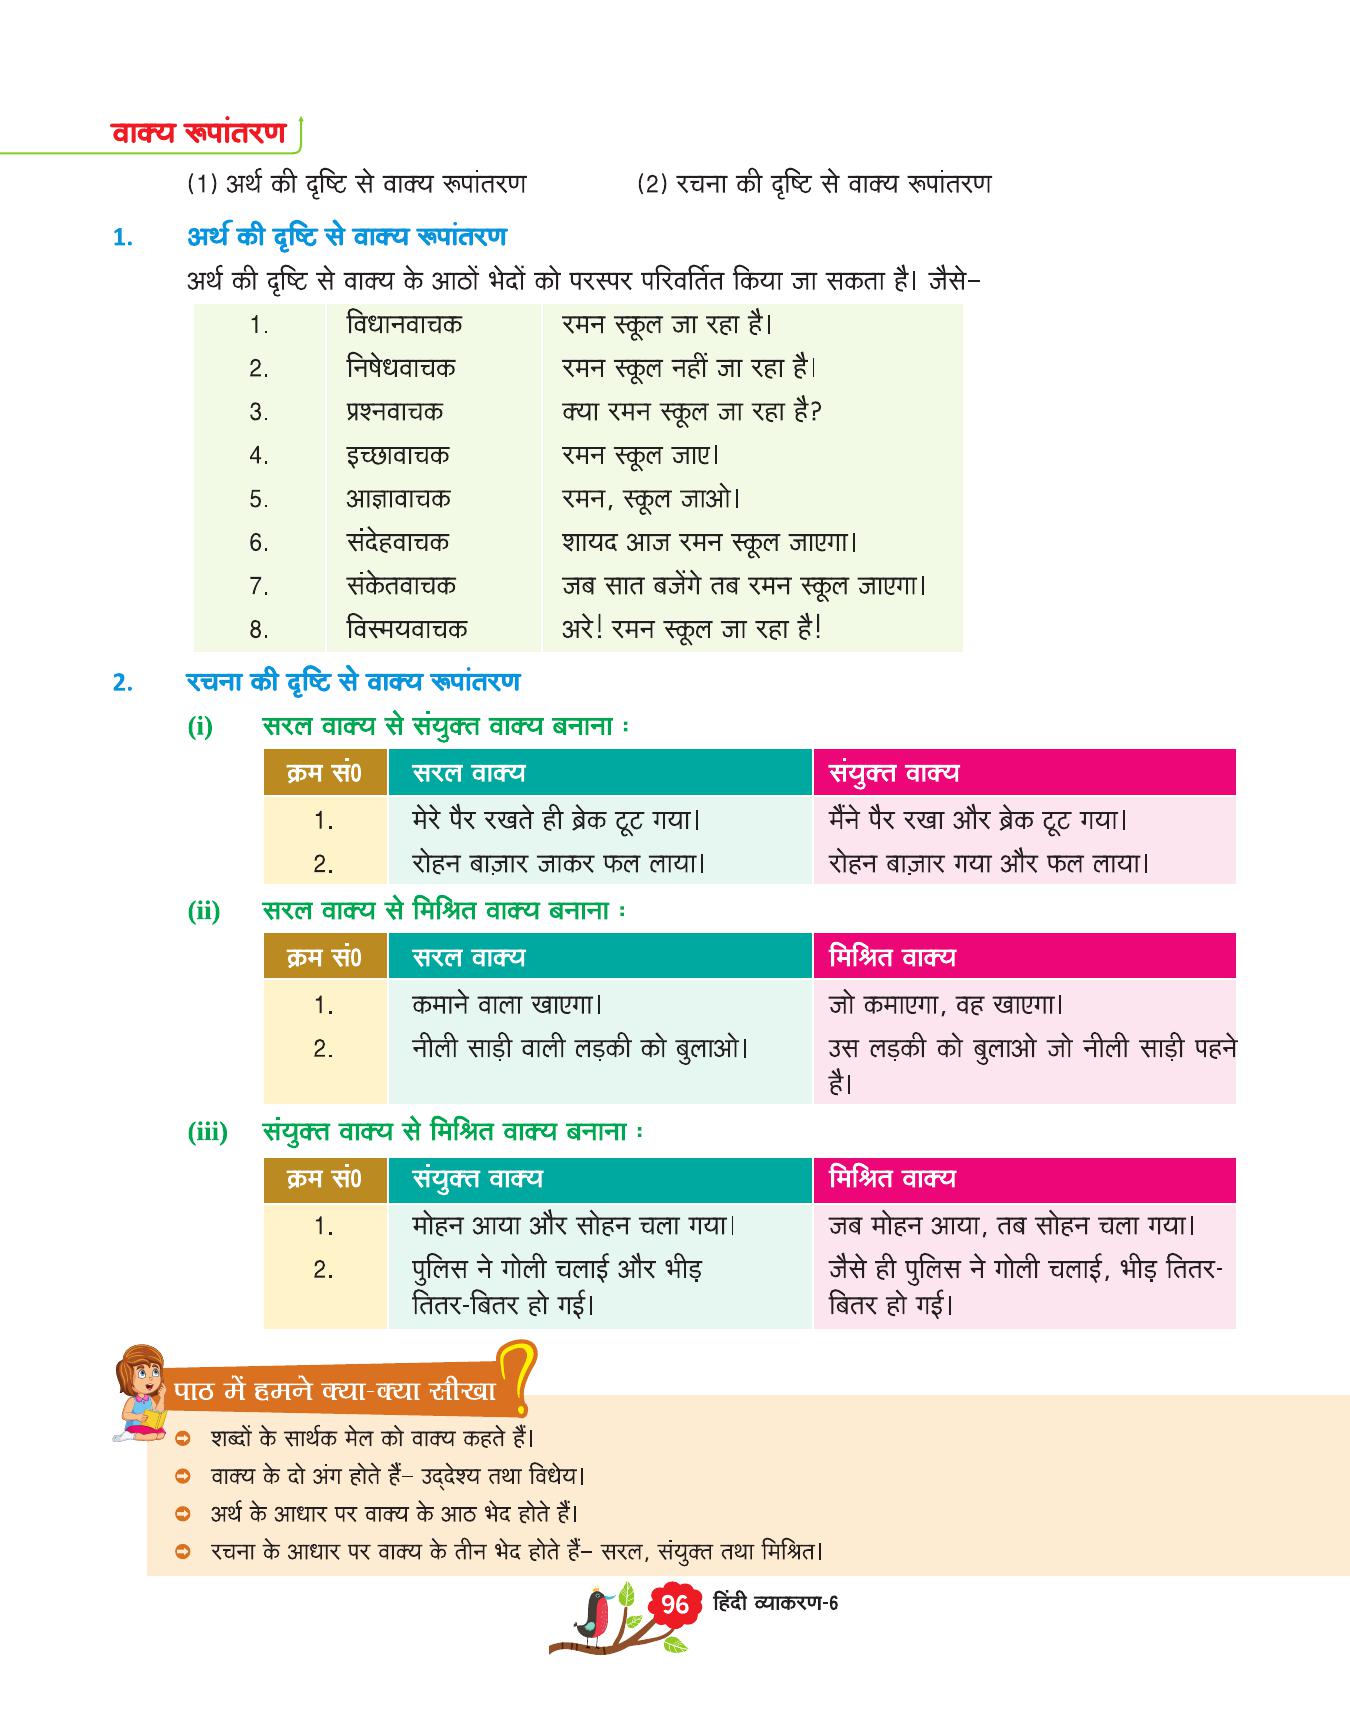 वाक्य रूपांतरण
(1) अर्थ की दृष्टि से वाक्य रूपांतरण (2) रचना की दृष्टि से वाक्य रूपांतरण
1. अर्थ की दृष्टि से वाक्य रूपांतरण
अर्थ की दृष्टि से वाक्य के आठों भेदों को परस्पर परिवर्तित किया जा सकता है। जैसे–
1. विधानवाचक रमन स्कूल जा रहा है।
2. निषेधवाचक रमन स्कूल नहीं जा रहा है।
3. प्रश्नवाचक क्या रमन स्कूल जा रहा है?
4. इच्छावाचक रमन स्कूल जाए।
5. आज्ञावाचक रमन, स्कूल जाओ।
6. संदेहवाचक शायद आज रमन स्कूल जाएगा।
7. संकेतवाचक जब सात बजेंगे तब रमन स्कूल जाएगा।
8. विस्मयवाचक अरे! रमन स्कूल जा रहा है!
2. रचना की दृष्टि से वाक्य रूपांतरण
(i) सरल वाक्य से संयुक्त वाक्य बनाना :
क्रम सं0 सरल वाक्य संयुक्त वाक्य
1. मेरे पैर रखते ही ब्रेक टूट गया। मैंने पैर रखा और ब्रेक टूट गया।
2. रोहन बाज़ार जाकर फल लाया। रोहन बाज़ार गया और फल लाया।
(ii) सरल वाक्य से मिश्रित वाक्य बनाना :
क्रम सं0 सरल वाक्य मिश्रित वाक्य
1. कमाने वाला खाएगा। जो कमाएगा, वह खाएगा।
2. नीली साड़ी वाली लड़की को बुलाओ। उस लड़की को बुलाओ जो नीली साड़ी पहने
है।
(iii) संयुक्त वाक्य से मिश्रित वाक्य बनाना :
क्रम सं0 संयुक्त वाक्य मिश्रित वाक्य
1. मोहन आया और सोहन चला गया। जब मोहन आया, तब सोहन चला गया।
2. पुलिस ने गोली चलाई और भीड़ जैसे ही पुलिस ने गोली चलाई, भीड़ तितर-
तितर-बितर हो गई। बितर हो गई।
पाठ में हमने क्या-क्या सीखा !
शब्दों के सार्थक मेल को वाक्य कहते हैं।
वाक्य के दो अंग होते हैं– उद्‌देश्य तथा विधेय।
अर्थ के आधार पर वाक्य के आठ भेद होते हैं।
रचना के आधार पर वाक्य के तीन भेद होते हैं– सरल, संयुक्त तथा मिश्रित।
96 हिंदी व्याकरण-6